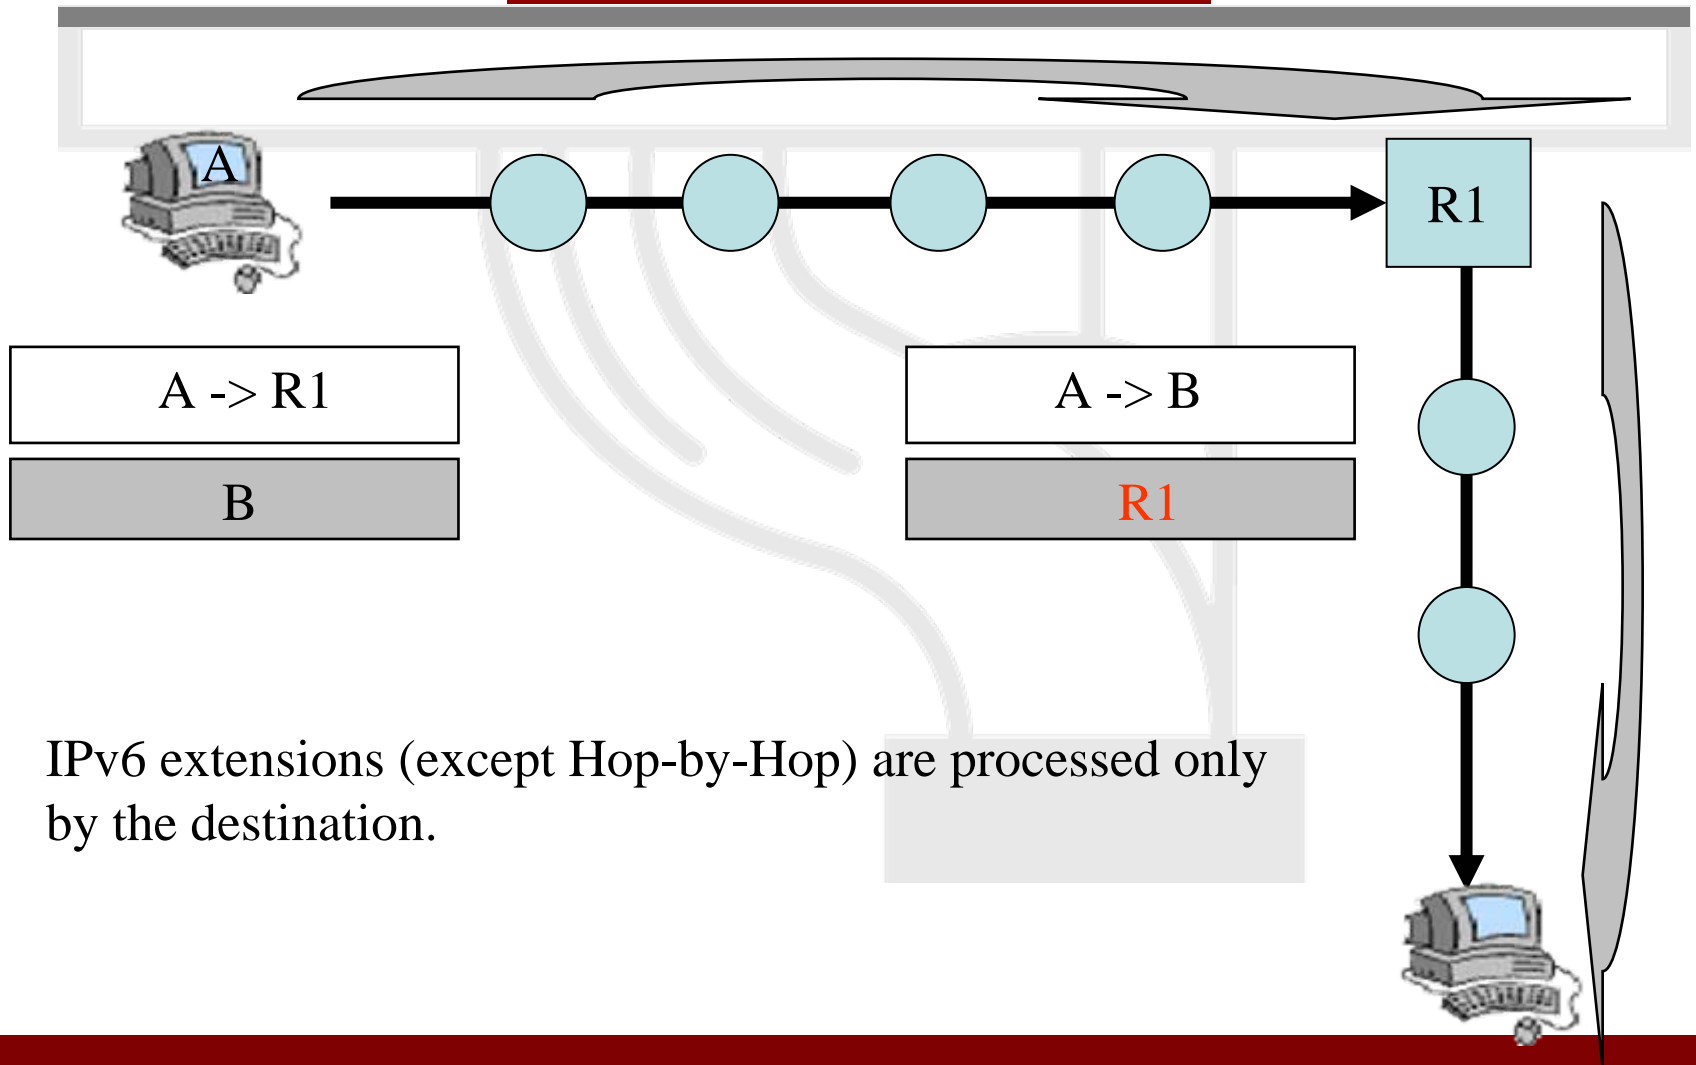 A
R1
A -> R1
A -> B
B
R1
IPv6 extensions (except Hop-by-Hop) are processed only
by the destination.